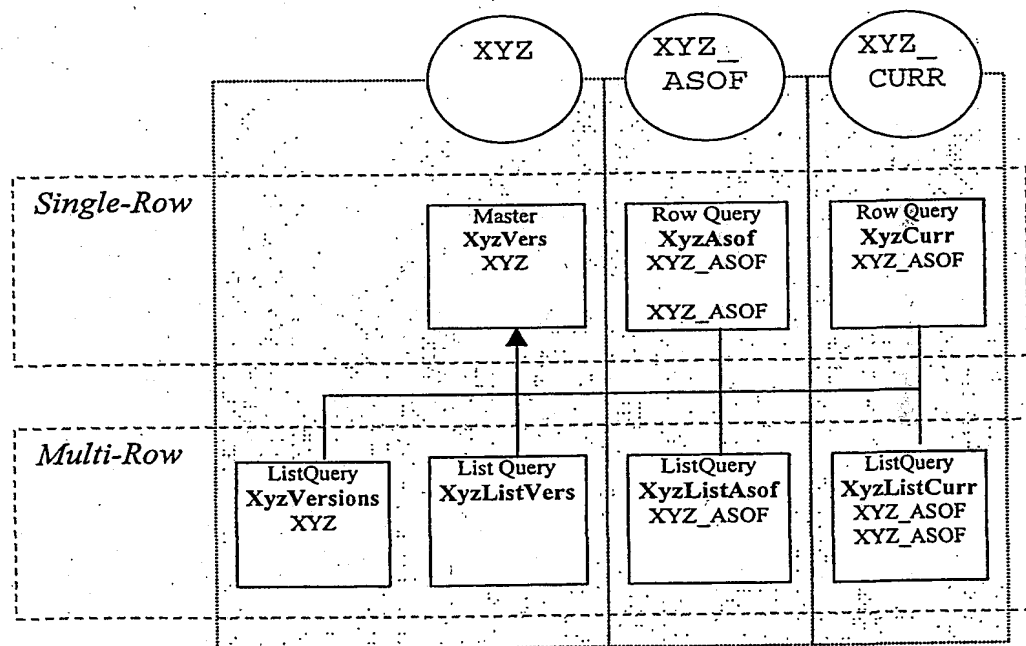 XYZ
XYZ_
ASOF
XYZ_
CURR
Single-Row
Master
XyzVers
XYZ
Row Query
XyzAsof
XYZ_ASOF
XYZ_ASOF
Row Query
XyzCurr
XYZ_ASOF
Multi-Row
ListQuery
XyzVersions
XYZ
List Query
XyzListVers
ListQuery
XyzListAsof
XYZ_ASOF
ListQuery
XyzListCurr
XYZ_ASOF
XYZ_ASOF